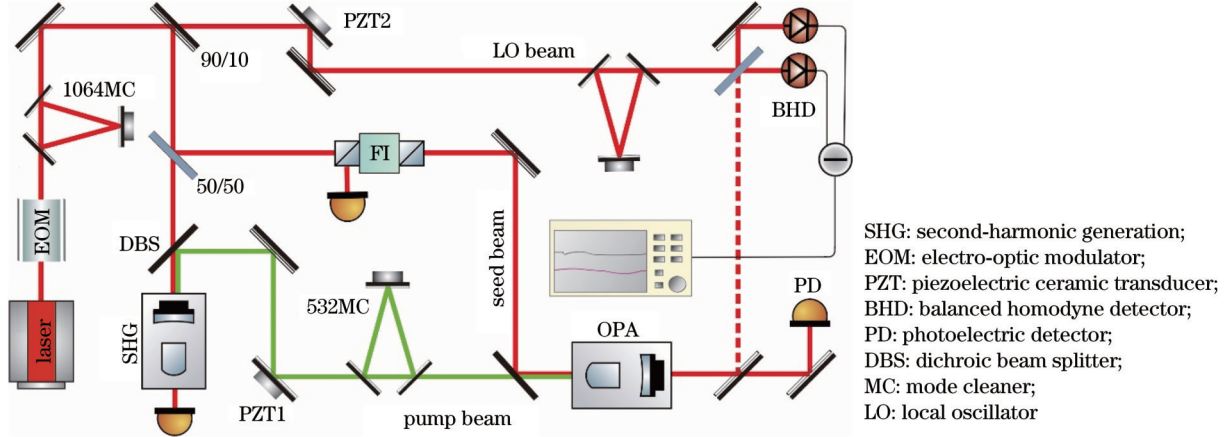 PZT2
90/10
LO beam
1064MC
BHD
FI
50/50
EOM
DBS
seed beam
532MC
PD
laser
SHG
OPA
PZT1
pump beam
SHG: second-harmonic generation;
EOM: electro-optic modulator;
PZT: piezoelectric ceramic transducer;
BHD: balanced homodyne detector;
PD: photoelectric detector;
DBS: dichroic beam splitter;
MC: mode cleaner;
LO: local oscillator